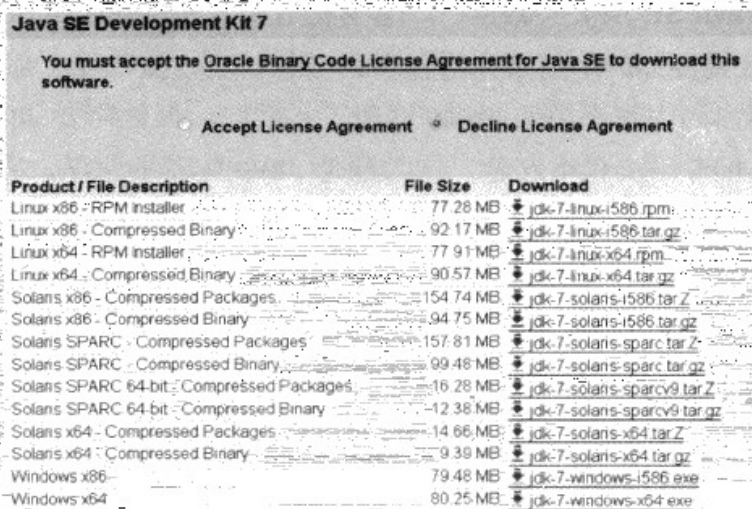 Java SE Development Kit 7
You must accept the Oracle Binary Code License Agreement for Java SE to download this
software.
Accept License Agreement Decline License Agreement
Product / File Description File Size Download
Linux x86 - RPM Installer 77.28 MB jdk-7-linux-i586.rpm
Linux x86 - Compressed Binary 92.17 MB jdk-7-linux-i586.tar.gz
Linux x64 - RPM Installer 77.91 MB jdk-7-linux-x64.rpm
Linux x64 - Compressed Binary 90.57 MB jdk-7-linux-x64.tar.gz
Solaris x86 - Compressed Packages 154.74 MB jdk-7-solaris-i586.tar.Z
Solaris x86 - Compressed Binary 94.75 MB jdk-7-solaris-i586.tar.gz
Solaris SPARC - Compressed Packages 157.81 MB jdk-7-solaris-sparc.tar.Z
Solaris SPARC - Compressed Binary 99.48 MB jdk-7-solaris-sparc.tar.gz
Solaris SPARC 64-bit - Compressed Packages 16.28 MB jdk-7-solaris-sparcv9.tar.Z
Solaris SPARC 64-bit - Compressed Binary 12.38 MB jdk-7-solaris-sparcv9.tar.gz
Solaris x64 - Compressed Packages 14.66 MB jdk-7-solaris-x64.tar.Z
Solaris x64 - Compressed Binary 9.39 MB jdk-7-solaris-x64.tar.gz
Windows x86 79.48 MB jdk-7-windows-i586.exe
Windows x64 80.25 MB jdk-7-windows-x64.exe